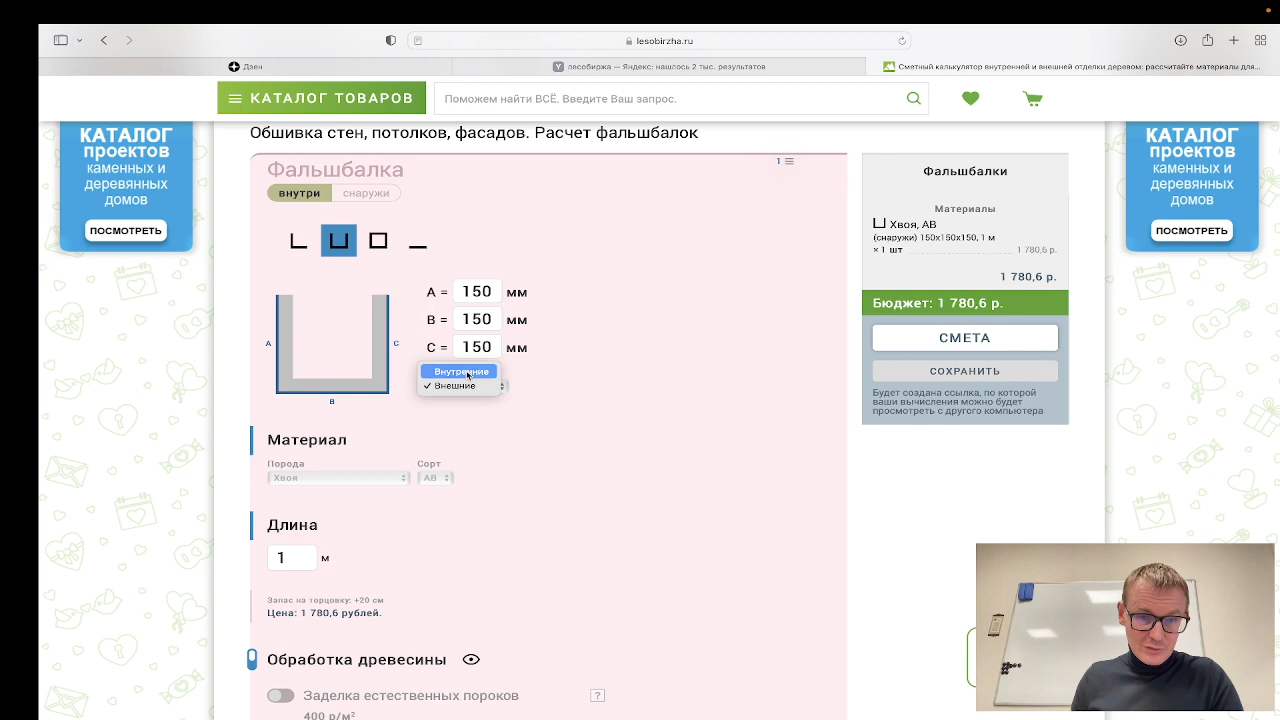 lesobirzha.ru
Дзен
лесобиржа — Яндекс: нашлось 2 тыс. результатов
Сметный калькулятор внутренней и внешней отделки деревом: рассчитайте материалы для...
КАТАЛОГ ТОВАРОВ
Поможем найти ВСЁ. Введите Ваш запрос.
КАТАЛОГ
проектов
каменных и
деревянных
домов
ПОСМОТРЕТЬ
Обшивка стен, потолков, фасадов. Расчет фальшбалок
Фальшбалка
1
внутри
снаружи
A = 150 мм
B = 150 мм
C = 150 мм
Внутренние
✓ Внешние
A
C
B
Материал
Порода
Сорт
Хвоя
АВ
Длина
1 м
Запас на торцовку: +20 см
Цена: 1 780,6 рублей.
Обработка древесины
Заделка естественных пороков
?
400 р/м²
Фальшбалки
Материалы
Хвоя, АВ
(снаружи) 150х150х150, 1 м
× 1 шт 1 780,6 р.
1 780,6 р.
Бюджет: 1 780,6 р.
СМЕТА
СОХРАНИТЬ
Будет создана ссылка, по которой
ваши вычисления можно будет
просмотреть с другого компьютера
КАТАЛОГ
проектов
каменных и
деревянных
домов
ПОСМОТРЕТЬ